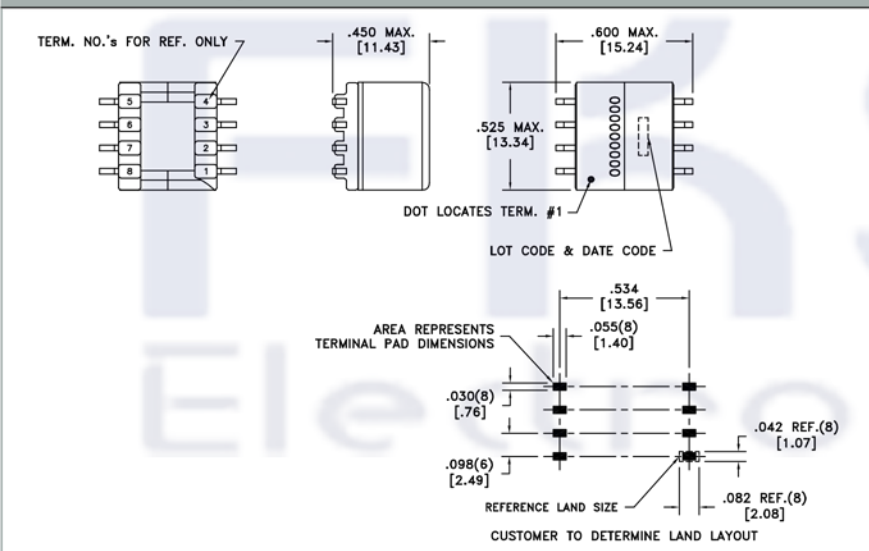 TERM. NO.'s FOR REF. ONLY
.450 MAX.
[11.43]
.600 MAX.
[15.24]
5
4
6
3
7
2
8
1
.525 MAX.
[13.34]
DOT LOCATES TERM. #1
LOT CODE & DATE CODE
.534
[13.56]
AREA REPRESENTS
TERMINAL PAD DIMENSIONS
.055(8)
[1.40]
.030(8)
[.76]
.042 REF.(8)
[1.07]
.098(6)
[2.49]
REFERENCE LAND SIZE
.082 REF.(8)
[2.08]
CUSTOMER TO DETERMINE LAND LAYOUT
Electro